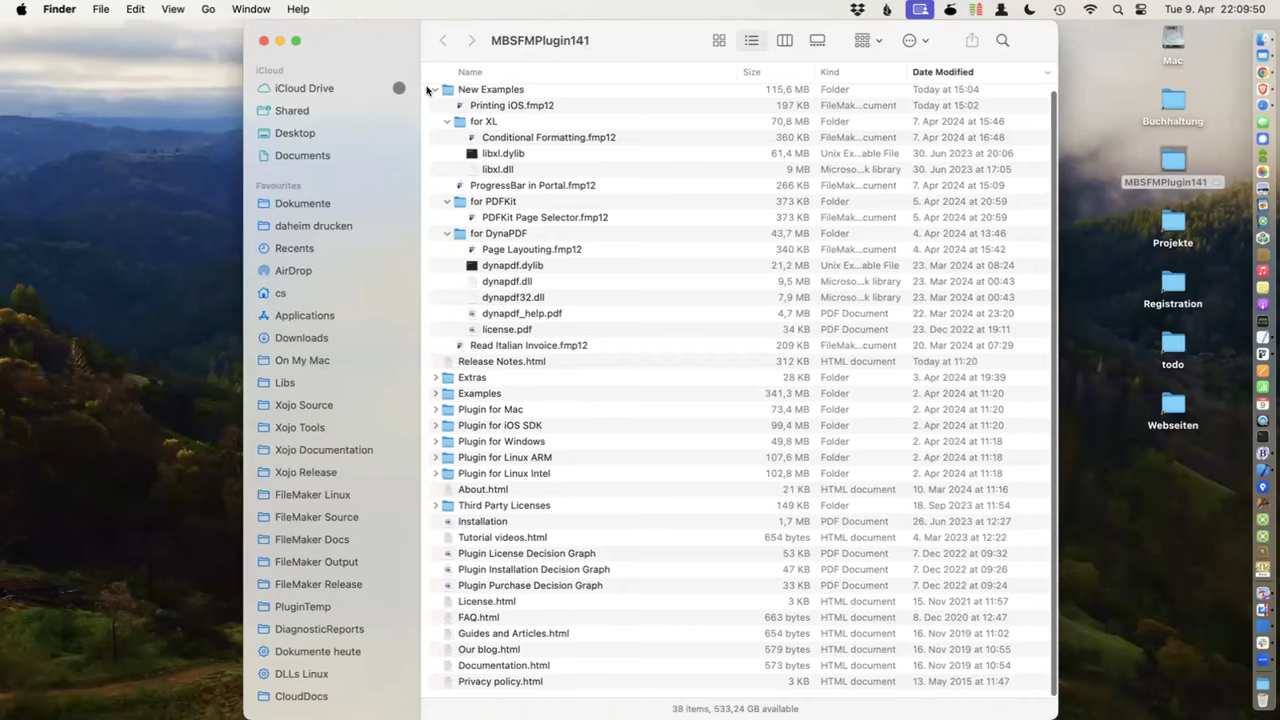 Finder File Edit View Go Window Help Tue 9. Apr 22:09:50
MBSFMPlugin141
iCloud
iCloud Drive
Shared
Desktop
Documents
Favourites
Dokumente
daheim drucken
Recents
AirDrop
cs
Applications
Downloads
On My Mac
Libs
Xojo Source
Xojo Tools
Xojo Documentation
Xojo Release
FileMaker Linux
FileMaker Source
FileMaker Docs
FileMaker Output
FileMaker Release
PluginTemp
DiagnosticReports
Dokumente heute
DLLs Linux
CloudDocs
Name Size Kind Date Modified
New Examples 115,6 MB Folder Today at 15:04
Printing iOS.fmp12 197 KB FileMak...cument Today at 15:02
for XL 70,8 MB Folder 7. Apr at 15:46
Conditional Formatting.fmp12 360 KB FileMak...cument 7. Apr at 16:48
libxl.dylib 61,4 MB Unix Ex...able File 30. Jun 2023 at 20:06
libxl.dll 9 MB Microso...k library 30. Jun 2023 at 17:05
ProgressBar in Portal.fmp12 266 KB FileMak...cument 7. Apr at 15:09
for PDFKit 373 KB Folder 5. Apr at 20:59
PDFKit Page Selector.fmp12 373 KB FileMak...cument 5. Apr at 20:59
for DynaPDF 43,7 MB Folder 4. Apr at 13:46
Page Layouting.fmp12 340 KB FileMak...cument 4. Apr at 15:42
dynapdf.dylib 21,2 MB Unix Ex...able File 23. Mar 2024 at 08:24
dynapdf.dll 9,5 MB Microso...k library 23. Mar 2024 at 00:43
dynapdf32.dll 7,9 MB Microso...k library 23. Mar 2024 at 00:43
dynapdf_help.pdf 4,7 MB PDF Document 22. Mar 2024 at 23:20
license.pdf 34 KB PDF Document 23. Dec 2022 at 19:11
Read Italian Invoice.fmp12 209 KB FileMak...cument 20. Mar 2024 at 07:29
Release Notes.html 312 KB HTML document Today at 11:20
Extras 28 KB Folder 3. Apr at 19:39
Examples 341,3 MB Folder 2. Apr at 11:20
Plugin for Mac 73,4 MB Folder 2. Apr at 11:20
Plugin for iOS SDK 99,4 MB Folder 2. Apr at 11:20
Plugin for Windows 49,8 MB Folder 2. Apr at 11:18
Plugin for Linux ARM 107,6 MB Folder 2. Apr at 11:18
Plugin for Linux Intel 102,8 MB Folder 2. Apr at 11:18
About.html 21 KB HTML document 10. Mar 2024 at 11:16
Third Party Licenses 149 KB Folder 18. Sep 2023 at 11:54
Installation 1,7 MB PDF Document 26. Jun 2023 at 12:27
Tutorial videos.html 654 bytes HTML document 4. Mar 2023 at 12:22
Plugin License Decision Graph 53 KB PDF Document 7. Dec 2022 at 09:32
Plugin Installation Decision Graph 47 KB PDF Document 7. Dec 2022 at 09:26
Plugin Purchase Decision Graph 33 KB PDF Document 7. Dec 2022 at 09:24
License.html 3 KB HTML document 15. Nov 2021 at 11:57
FAQ.html 663 bytes HTML document 8. Dec 2020 at 12:47
Guides and Articles.html 654 bytes HTML document 16. Nov 2019 at 11:02
Our blog.html 579 bytes HTML document 16. Nov 2019 at 10:55
Documentation.html 573 bytes HTML document 16. Nov 2019 at 10:54
Privacy policy.html 3 KB HTML document 13. May 2015 at 11:47
38 items, 533,24 GB available
Mac
Buchhaltung
MBSFMPlugin141
Projekte
Registration
todo
Webseiten